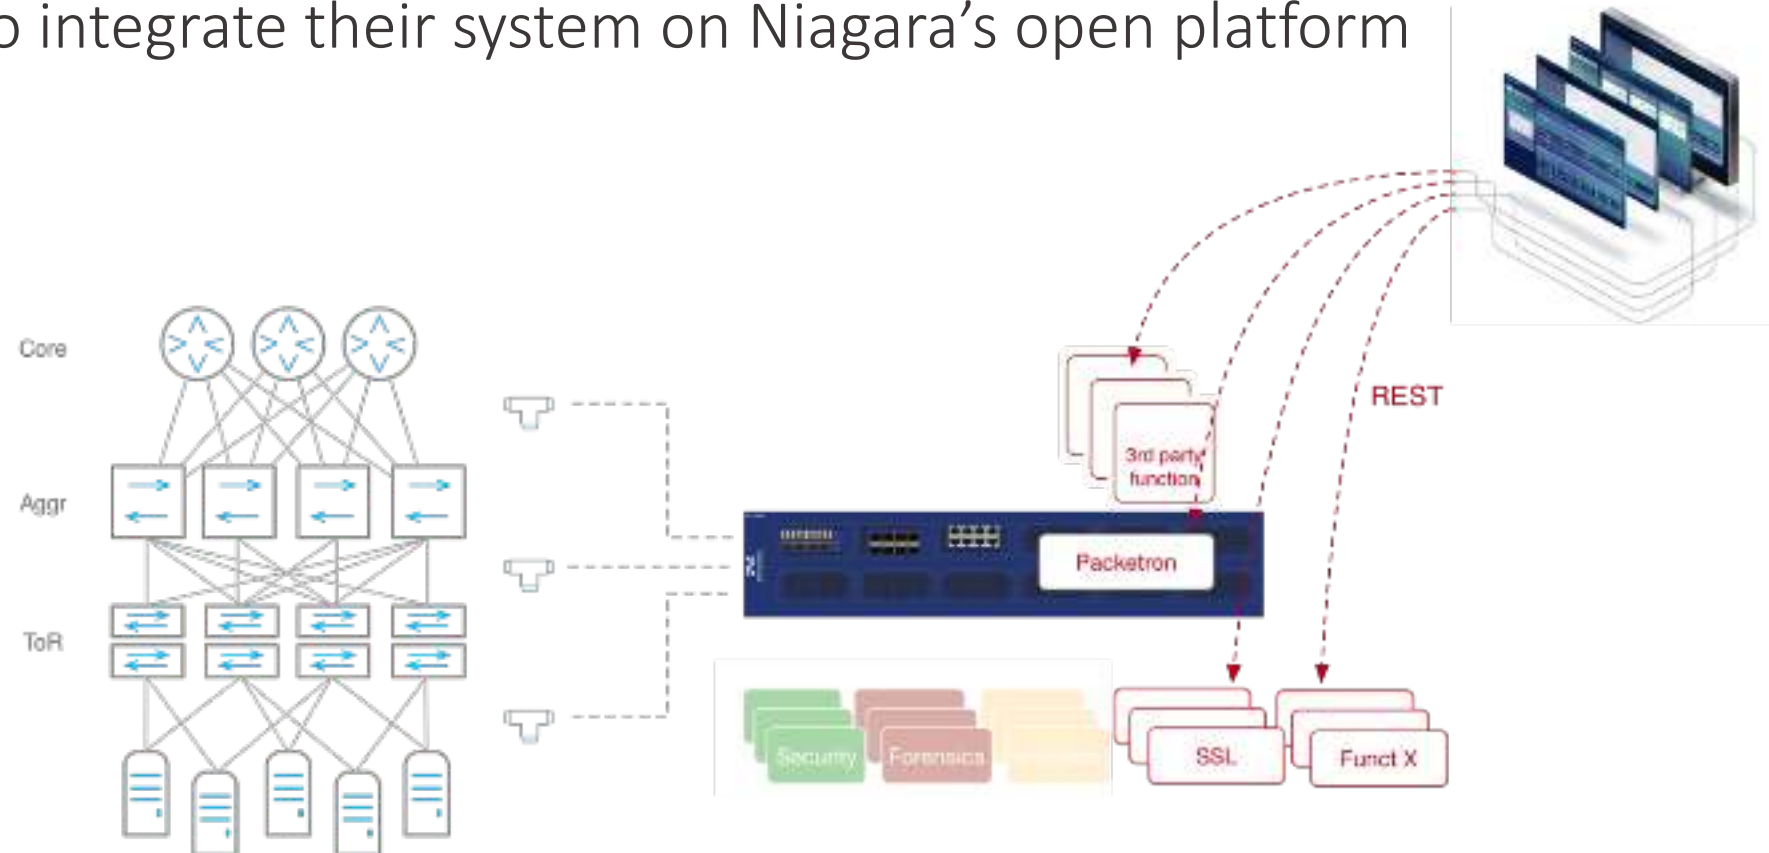 o integrate their system on Niagara’s open platform
Core
REST
3rd party
function
Aggr
Packetron
ToR
Security
Forensics
SSL
Funct X